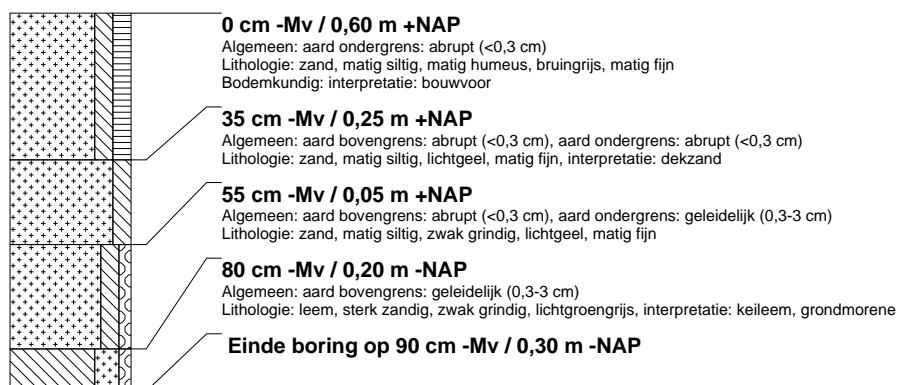 0 cm -Mv / 0,60 m +NAP
Algemeen: aard ondergrens: abrupt (<0,3 cm)
Lithologie: zand, matig siltig, matig humeus, bruingrijs, matig fijn
Bodemkundig: interpretatie: bouwvoor
35 cm -Mv / 0,25 m +NAP
Algemeen: aard bovengrens: abrupt (<0,3 cm), aard ondergrens: abrupt (<0,3 cm)
Lithologie: zand, matig siltig, lichtgeel, matig fijn, interpretatie: dekzand
55 cm -Mv / 0,05 m +NAP
Algemeen: aard bovengrens: abrupt (<0,3 cm), aard ondergrens: geleidelijk (0,3-3 cm)
Lithologie: zand, matig siltig, zwak grindig, lichtgeel, matig fijn
80 cm -Mv / 0,20 m -NAP
Algemeen: aard bovengrens: geleidelijk (0,3-3 cm)
Lithologie: leem, sterk zandig, zwak grindig, lichtgroengrijs, interpretatie: keileem, grondmorene
Einde boring op 90 cm -Mv / 0,30 m -NAP